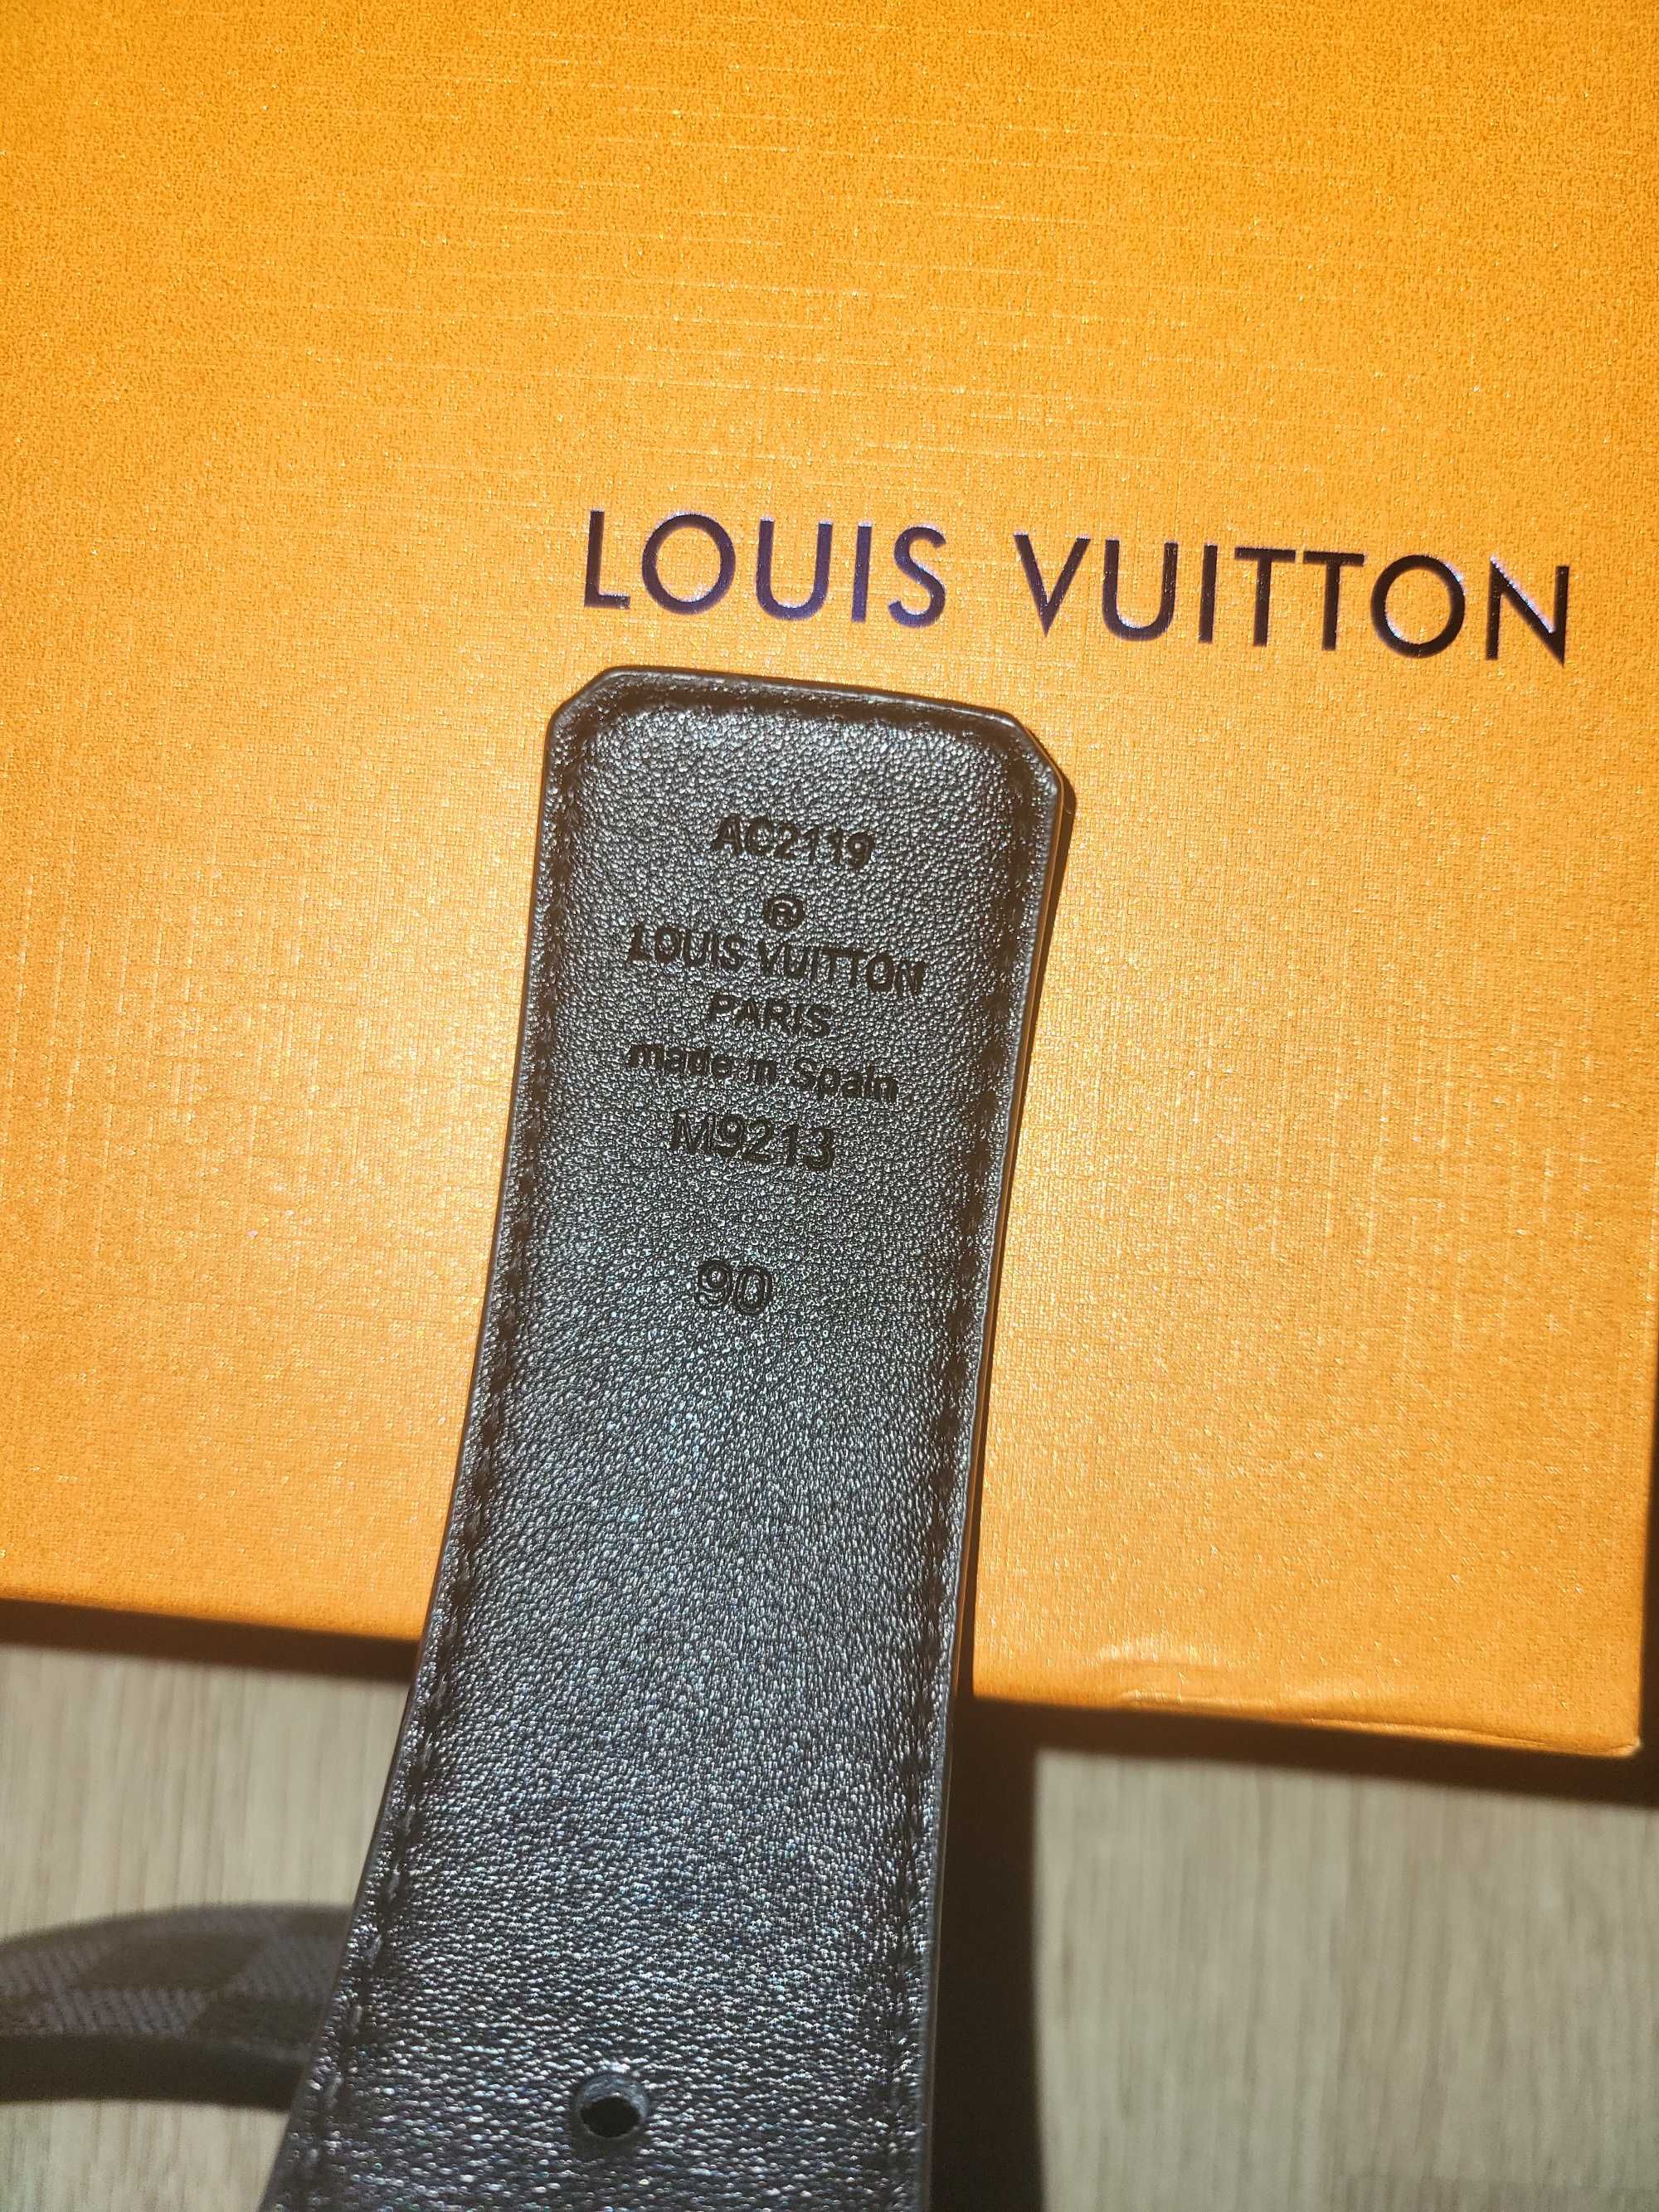 LOUIS VUITTON
AC2119
®
LOUIS VUITTON
PARIS
made in Spain
M9213
90